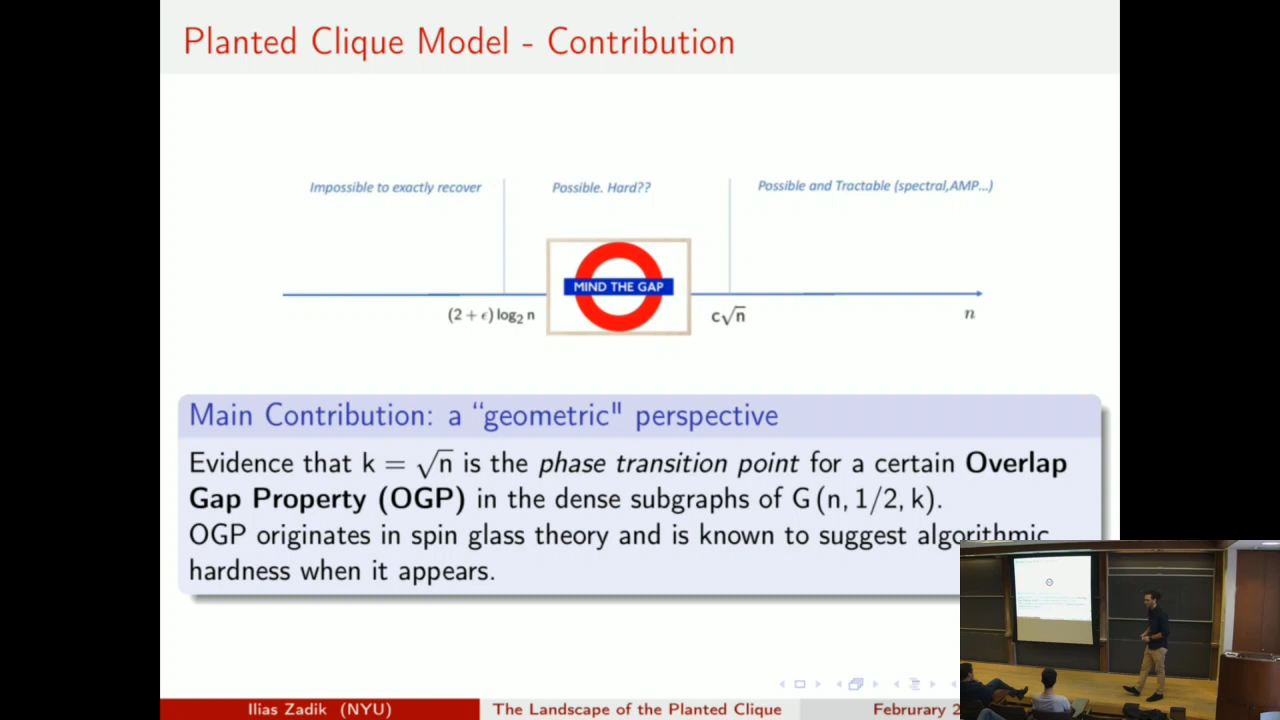 Planted Clique Model - Contribution
Impossible to exactly recover
Possible. Hard??
Possible and Tractable (spectral,AMP...)
MIND THE GAP
(2 + ϵ) log₂ n
c√n
n
Main Contribution: a “geometric" perspective
Evidence that k = √n is the phase transition point for a certain Overlap
Gap Property (OGP) in the dense subgraphs of G (n, 1/2, k).
OGP originates in spin glass theory and is known to suggest algorithmic
hardness when it appears.
Ilias Zadik (NYU)
The Landscape of the Planted Clique
Februrary 2